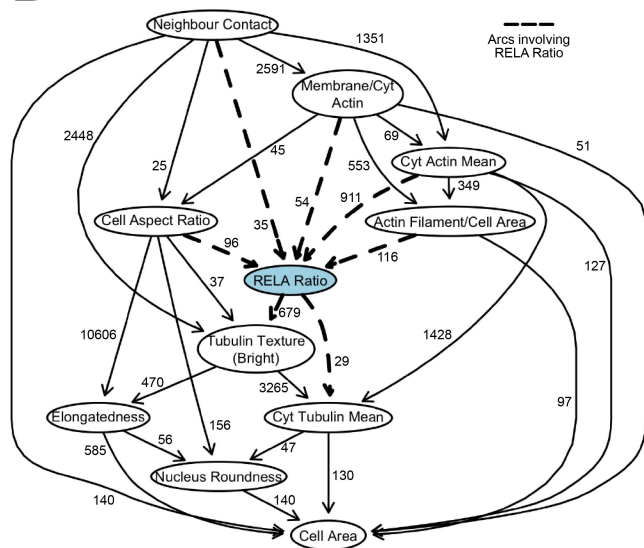 Neighbour Contact
1351
Arcs involving
RELA Ratio
2591
Membrane/Cyt
Actin
2448
69
51
25
45
553
Cyt Actin Mean
349
54
911
Cell Aspect Ratio
35
Actin Filament/Cell Area
96
116
127
RELA Ratio
37
679
10606
Tubulin Texture
(Bright)
1428
29
470
3265
97
Elongatedness
Cyt Tubulin Mean
156
585
56
47
Nucleus Roundness
130
140
140
Cell Area